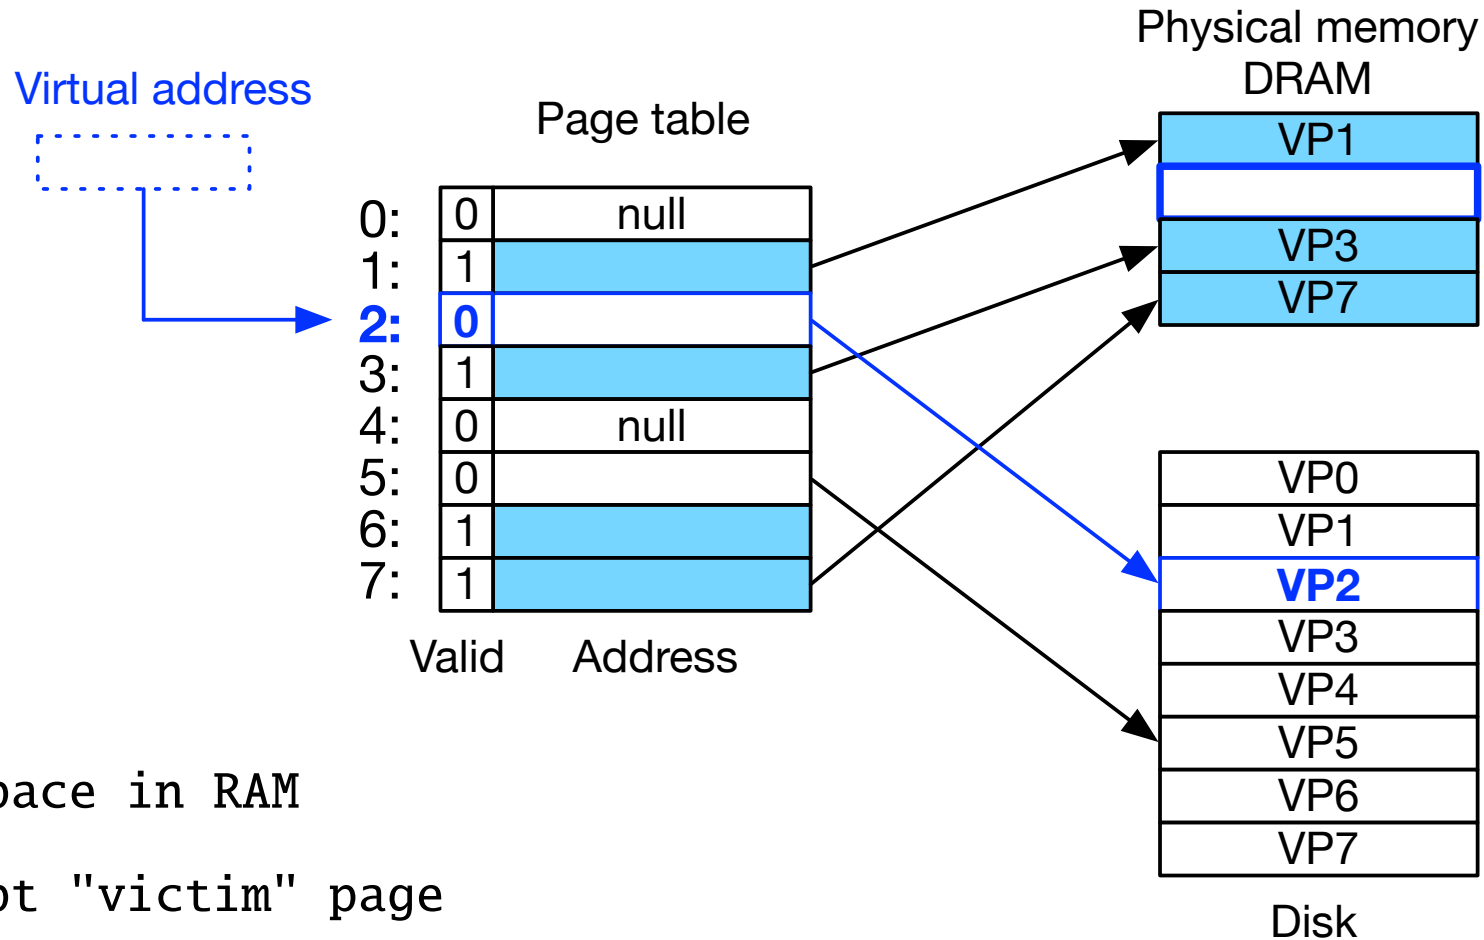 Physical memory
DRAM
Virtual address
Page table
VP1
VP3
VP7
0: 0 null
1: 1
2: 0
3: 1
4: 0 null
5: 0
6: 1
7: 1
Valid Address
VP0
VP1
VP2
VP3
VP4
VP5
VP6
VP7
Disk
in RAM
"victim" page